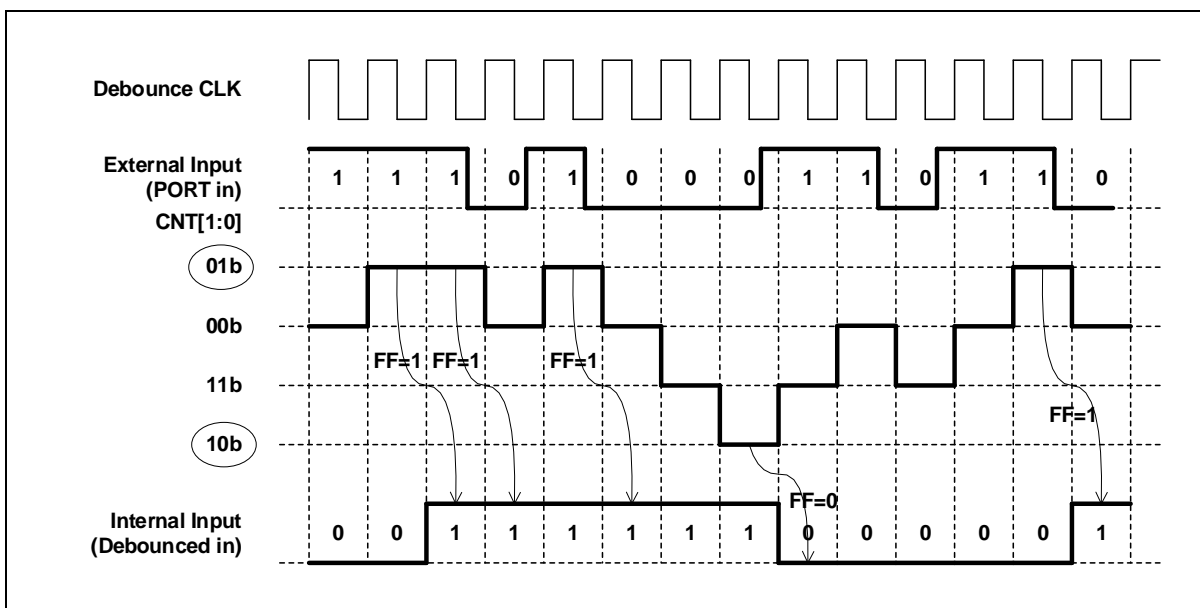 Debounce CLK
External Input
(PORT in)
1 1 1 0 1 0 0 0 1 1 0 1 1 0
CNT[1:0]
01b
00b
FF=1 FF=1 FF=1
11b
FF=1
10b
FF=0
Internal Input
(Debounced in)
0 0 1 1 1 1 1 1 0 0 0 0 0 1